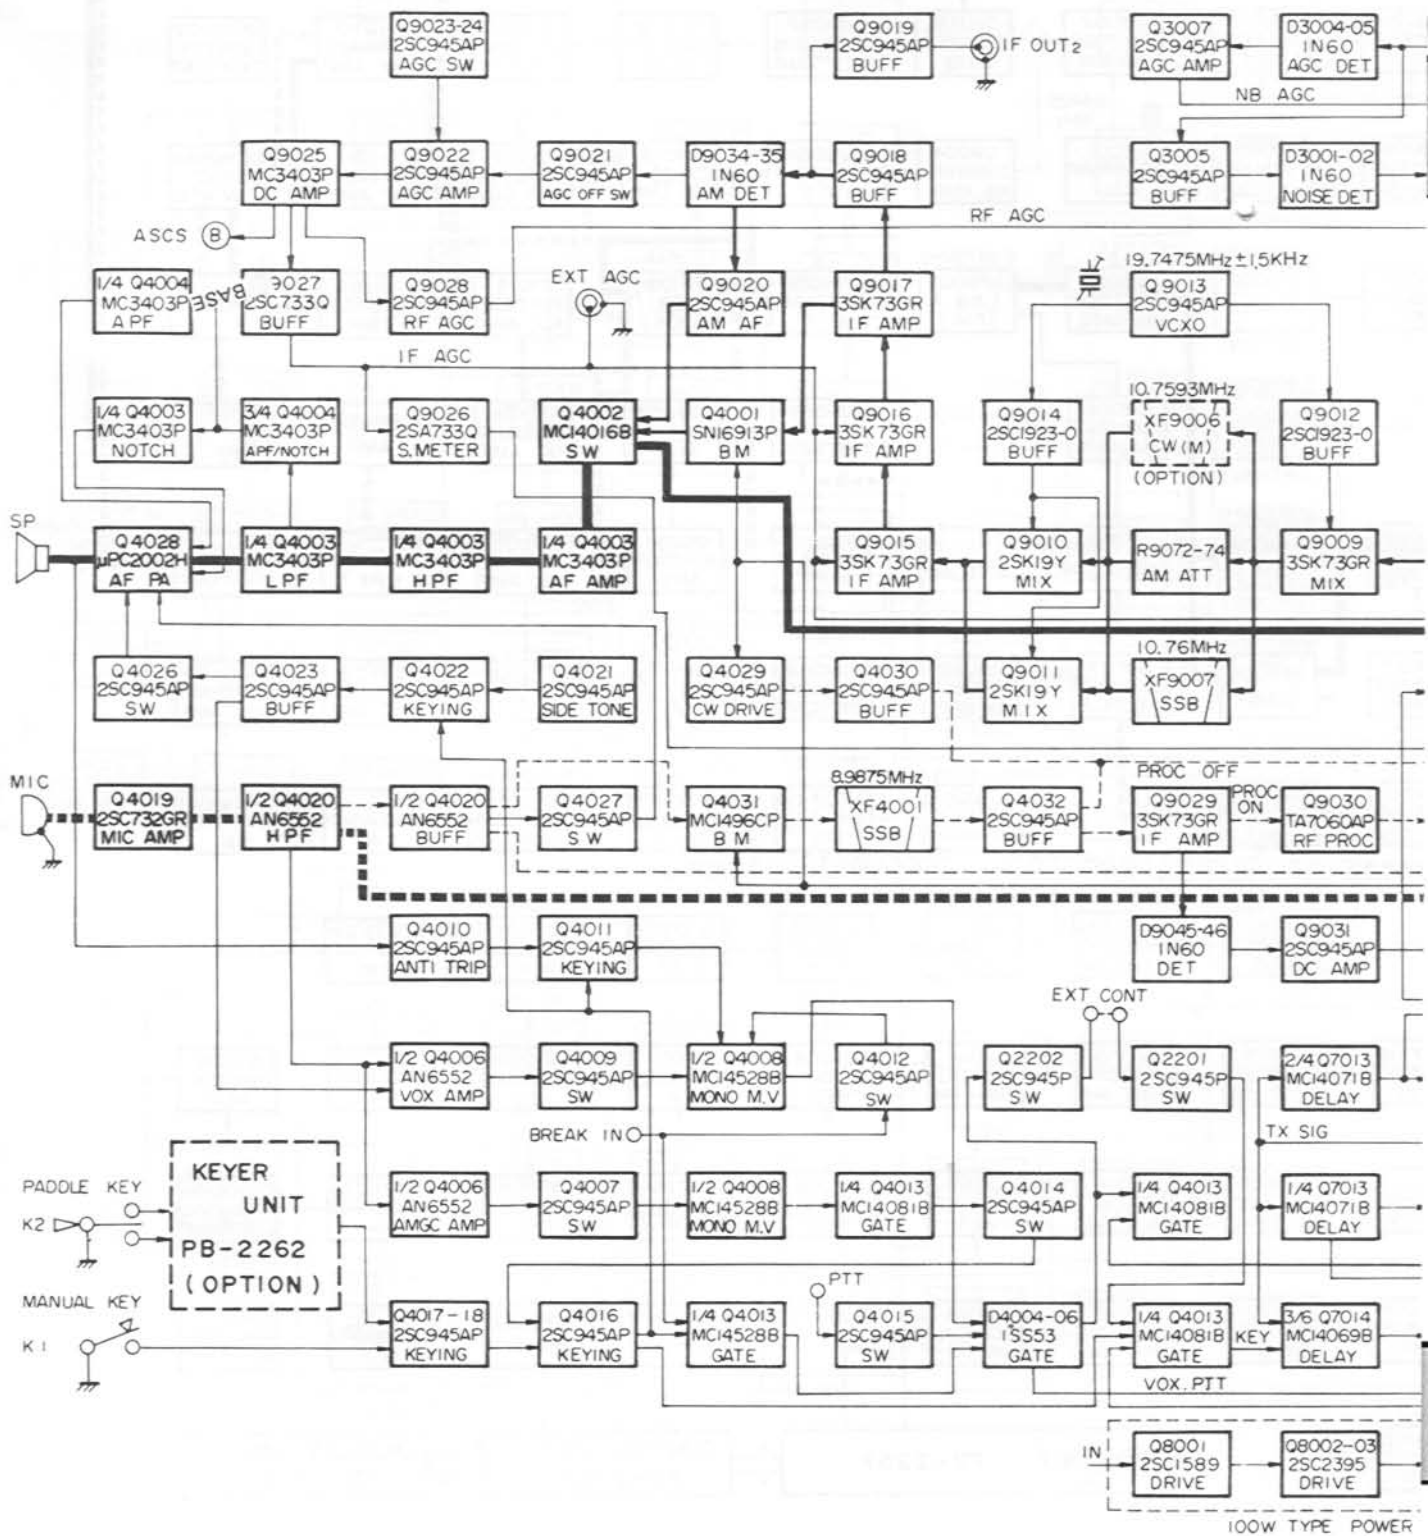 Q9023-24
2SC945AP
AGC SW
Q9019
2SC945AP
BUFF
IF OUT2
Q3007
2SC945AP
AGC AMP
D3004-05
1N60
AGC DET
NB AGC
Q9025
MC3403P
DC AMP
Q9022
2SC945AP
AGC AMP
Q9021
2SC945AP
AGC OFF SW
D9034-35
1N60
AM DET
Q9018
2SC945AP
BUFF
Q3005
2SC945AP
BUFF
D3001-02
1N60
NOISE DET
RF AGC
ASCS
B
1/4 Q4004
MC3403P
APF
BASE
9027
2SC733Q
BUFF
Q9028
2SC945AP
RF AGC
EXT AGC
Q9020
2SC945AP
AM AF
Q9017
3SK73GR
IF AMP
19.7475MHz±1.5KHz
Q9013
2SC945AP
VCXO
IF AGC
1/4 Q4003
MC3403P
NOTCH
3/4 Q4004
MC3403P
APF/NOTCH
Q9026
2SA733Q
S.METER
Q4002
MC14016B
SW
Q4001
SN16913P
BM
Q9016
3SK73GR
IF AMP
Q9014
2SC1923-O
BUFF
10.7593MHz
XF9006
CW (M)
(OPTION)
Q9012
2SC1923-O
BUFF
SP
Q4028
μPC2002H
AF PA
1/4 Q4003
MC3403P
LPF
1/4 Q4003
MC3403P
HPF
1/4 Q4003
MC3403P
AF AMP
Q9015
3SK73GR
IF AMP
Q9010
2SK19Y
MIX
R9072-74
AM ATT
Q9009
3SK73GR
MIX
Q4026
2SC945AP
SW
Q4023
2SC945AP
BUFF
Q4022
2SC945AP
KEYING
Q4021
2SC945AP
SIDE TONE
Q4029
2SC945AP
CW DRIVE
Q4030
2SC945AP
BUFF
Q9011
2SK19Y
MIX
10.76MHz
XF9007
SSB
MIC
Q4019
2SC732GR
MIC AMP
1/2 Q4020
AN6552
HPF
1/2 Q4020
AN6552
BUFF
Q4027
2SC945AP
SW
Q4031
MC1496CP
BM
8.9875MHz
XF4001
SSB
Q4032
2SC945AP
BUFF
PROC OFF
Q9029
3SK73GR
IF AMP
PROC
ON
Q9030
TA7060AP
RF PROC
Q4010
2SC945AP
ANTI TRIP
Q4011
2SC945AP
KEYING
D9045-46
1N60
DET
Q9031
2SC945AP
DC AMP
EXT CONT
1/2 Q4006
AN6552
VOX AMP
Q4009
2SC945AP
SW
1/2 Q4008
MC14528B
MONO M.V
Q4012
2SC945AP
SW
Q2202
2SC945P
SW
Q2201
2SC945P
SW
2/4 Q7013
MC14071B
DELAY
BREAK IN
TX SIG
KEYER
UNIT
PB-2262
(OPTION)
PADDLE KEY
K2
1/2 Q4006
AN6552
AMGC AMP
Q4007
2SC945AP
SW
1/2 Q4008
MC14528B
MONO M.V
1/4 Q4013
MC14081B
GATE
Q4014
2SC945AP
SW
1/4 Q4013
MC14081B
GATE
1/4 Q7013
MC14071B
DELAY
MANUAL KEY
K1
PTT
Q4017-18
2SC945AP
KEYING
Q4016
2SC945AP
KEYING
1/4 Q4013
MC14528B
GATE
Q4015
2SC945AP
SW
D4004-06
1SS53
GATE
1/4 Q4013
MC14081B
GATE
KEY
3/6 Q7014
MC14069B
DELAY
VOX.PTT
IN
Q8001
2SC1589
DRIVE
Q8002-03
2SC2395
DRIVE
100W TYPE POWER